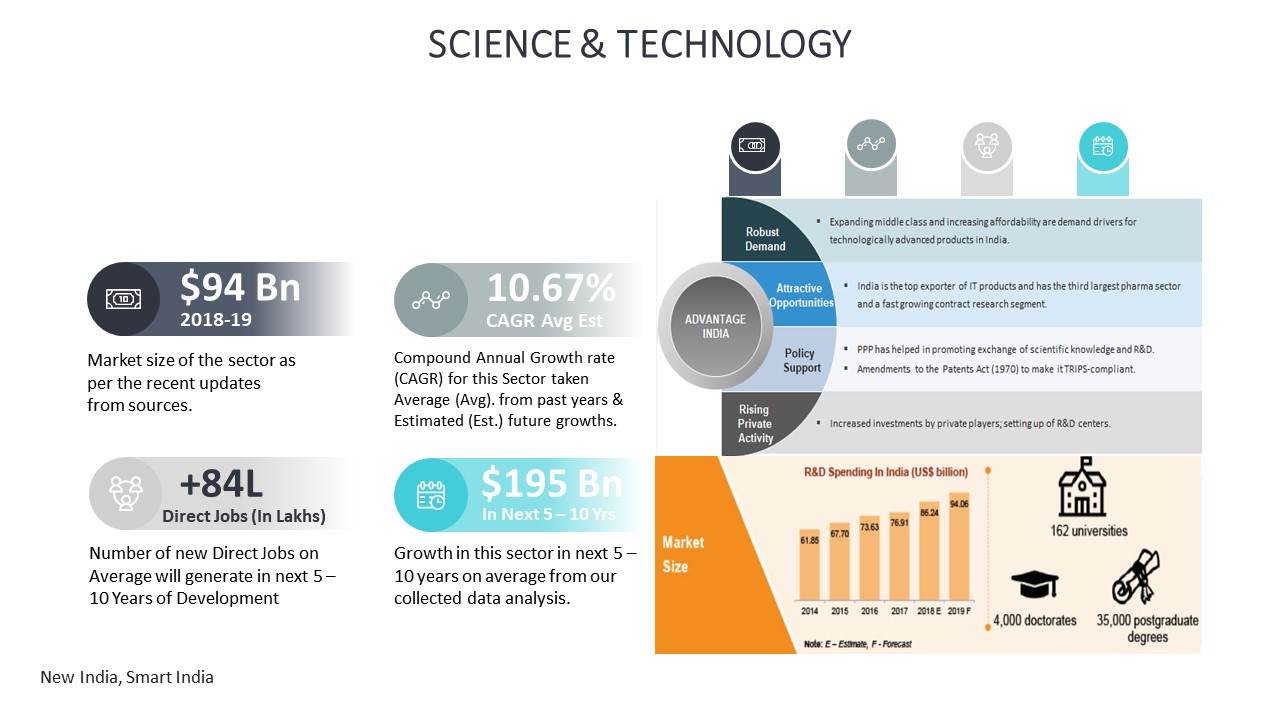 SCIENCE & TECHNOLOGY
$94 Bn
2018-19
Market size of the sector as
per the recent updates
from sources.
10.67%
CAGR Avg Est
Compound Annual Growth rate
(CAGR) for this Sector taken
Average (Avg). from past years &
Estimated (Est.) future growths.
+84L
Direct Jobs (In Lakhs)
Number of new Direct Jobs on
Average will generate in next 5 –
10 Years of Development
$195 Bn
In Next 5 – 10 Yrs
Growth in this sector in next 5 –
10 years on average from our
collected data analysis.
ADVANTAGE
INDIA
Robust
Demand
▪ Expanding middle class and increasing affordability are demand drivers for
technologically advanced products in India.
Attractive
Opportunities
▪ India is the top exporter of IT products and has the third largest pharma sector
and a fast growing contract research segment.
Policy
Support
▪ PPP has helped in promoting exchange of scientific knowledge and R&D.
▪ Amendments to the Patents Act (1970) to make it TRIPS-compliant.
Rising
Private
Activity
▪ Increased investments by private players; setting up of R&D centers.
Market
Size
R&D Spending In India (US$ billion)
61.85 67.70 73.63 76.91 86.24 94.06
2014 2015 2016 2017 2018 E 2019 F
Note: E – Estimate, F - Forecast
162 universities
4,000 doctorates
35,000 postgraduate
degrees
10
New India, Smart India